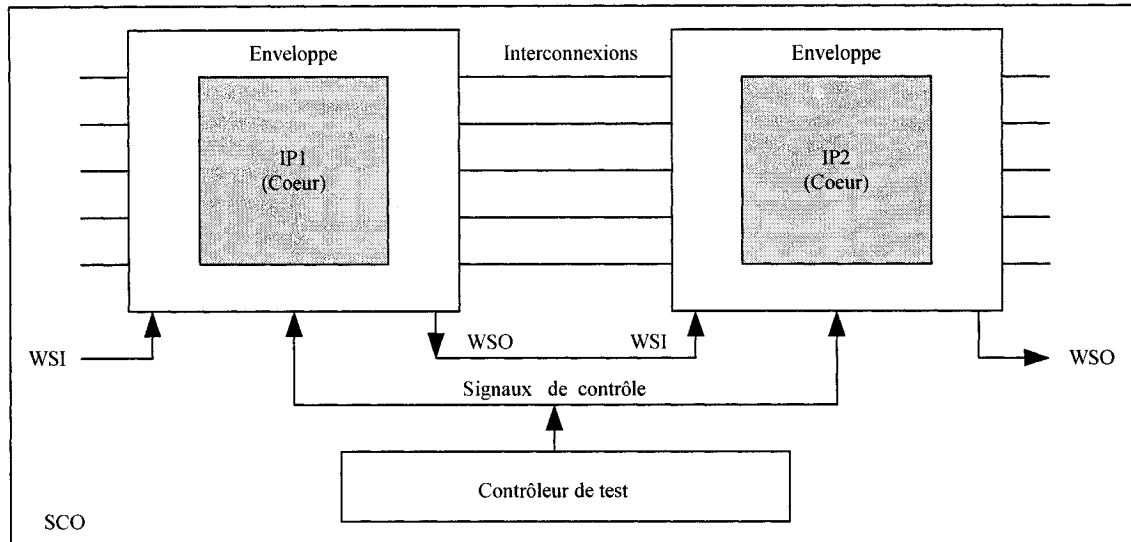 Enveloppe
Interconnexions
Enveloppe
IP1
(Coeur)
IP2
(Coeur)
WSI
WSO
WSI
WSO
Signaux de contrôle
Contrôleur de test
SCO